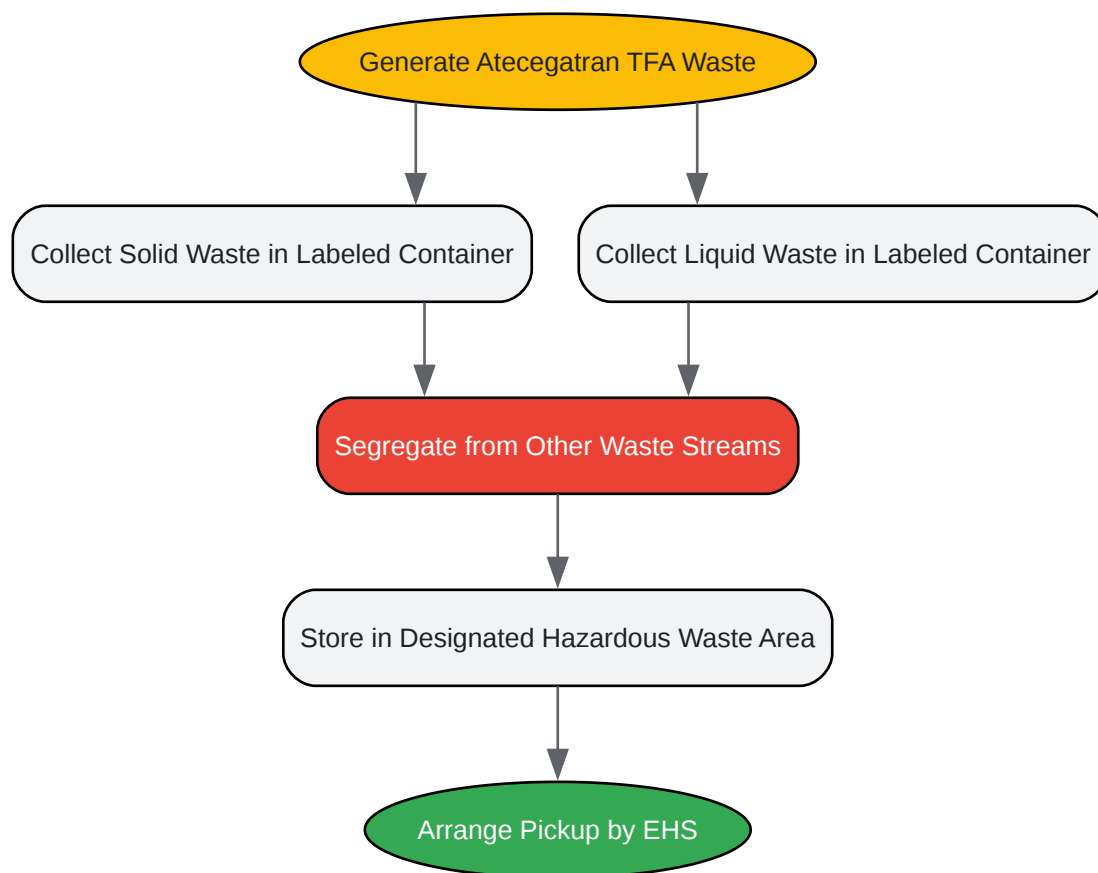 Generate Atecegatran TFA Waste
Collect Solid Waste in Labeled Container
Collect Liquid Waste in Labeled Container
Segregate from Other Waste Streams
Store in Designated Hazardous Waste Area
Arrange Pickup by EHS